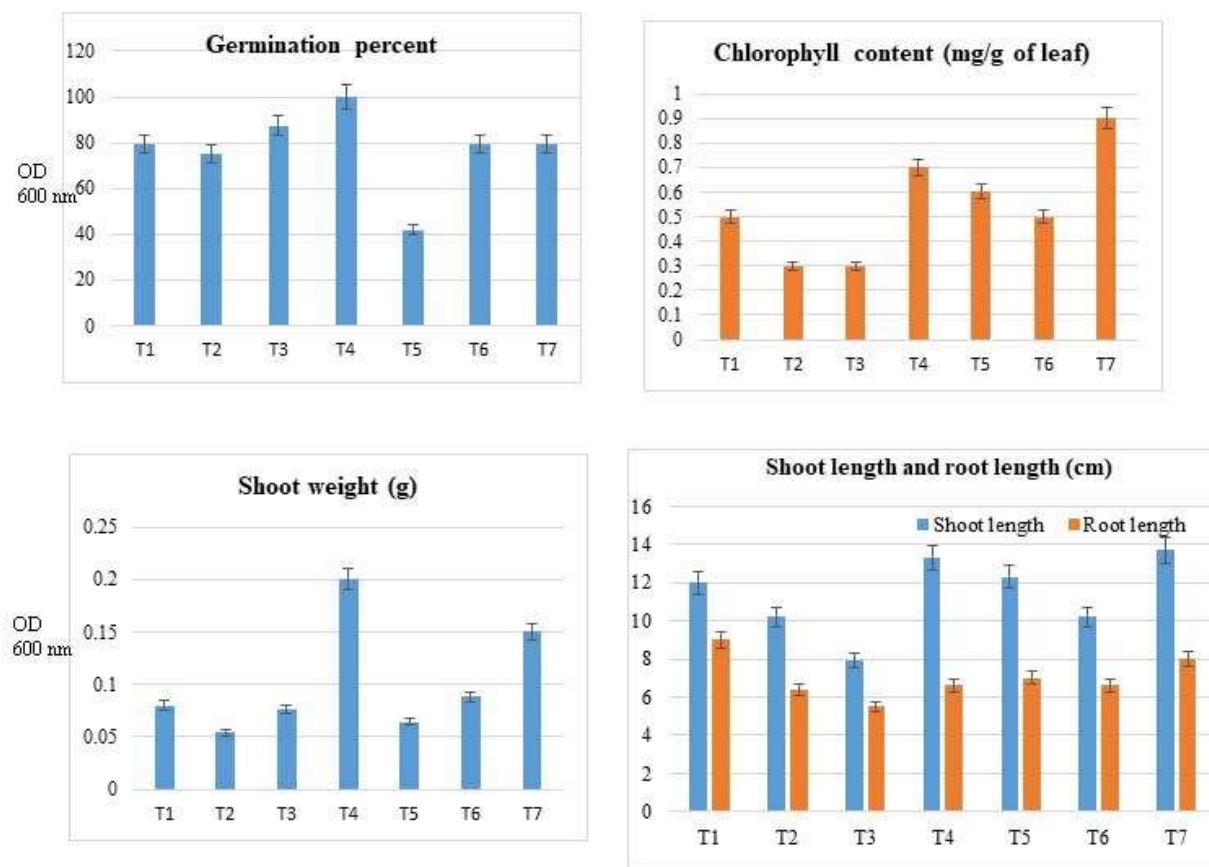 Germination percent
120
100
80
60
40
20
0
OD
600 nm
T1 T2 T3 T4 T5 T6 T7
Chlorophyll content (mg/g of leaf)
1
0.9
0.8
0.7
0.6
0.5
0.4
0.3
0.2
0.1
0
T1 T2 T3 T4 T5 T6 T7
Shoot weight (g)
0.25
0.2
0.15
0.1
0.05
0
OD
600 nm
T1 T2 T3 T4 T5 T6 T7
Shoot length and root length (cm)
Shoot length Root length
16
14
12
10
8
6
4
2
0
T1 T2 T3 T4 T5 T6 T7